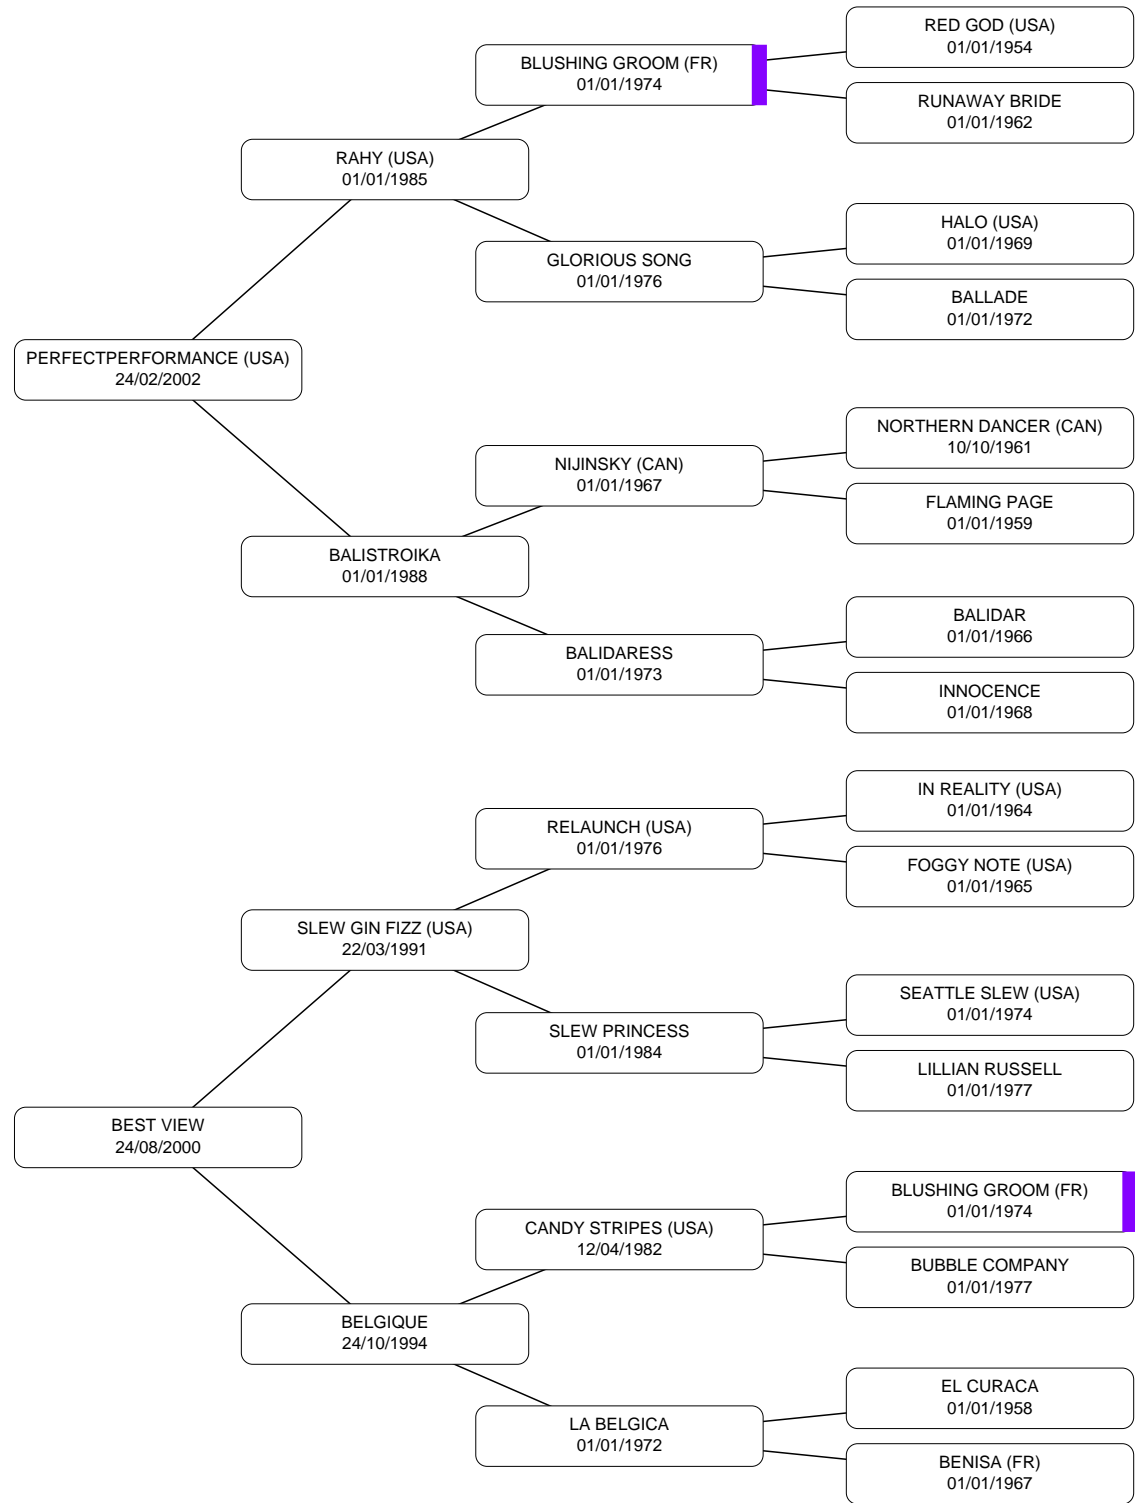 RED GOD (USA)
01/01/1954
BLUSHING GROOM (FR)
01/01/1974
RUNAWAY BRIDE
01/01/1962
RAHY (USA)
01/01/1985
HALO (USA)
01/01/1969
GLORIOUS SONG
01/01/1976
BALLADE
01/01/1972
PERFECTPERFORMANCE (USA)
24/02/2002
NORTHERN DANCER (CAN)
10/10/1961
NIJINSKY (CAN)
01/01/1967
FLAMING PAGE
01/01/1959
BALISTROIKA
01/01/1988
BALIDAR
01/01/1966
BALIDARESS
01/01/1973
INNOCENCE
01/01/1968
IN REALITY (USA)
01/01/1964
RELAUNCH (USA)
01/01/1976
FOGGY NOTE (USA)
01/01/1965
SLEW GIN FIZZ (USA)
22/03/1991
SEATTLE SLEW (USA)
01/01/1974
SLEW PRINCESS
01/01/1984
LILLIAN RUSSELL
01/01/1977
BEST VIEW
24/08/2000
BLUSHING GROOM (FR)
01/01/1974
CANDY STRIPES (USA)
12/04/1982
BUBBLE COMPANY
01/01/1977
BELGIQUE
24/10/1994
EL CURACA
01/01/1958
LA BELGICA
01/01/1972
BENISA (FR)
01/01/1967